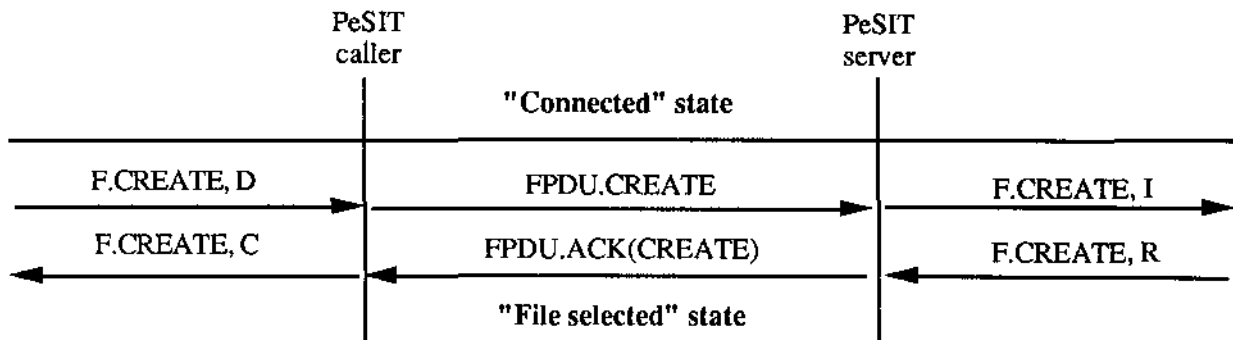 PeSIT
caller
PeSIT
server
"Connected" state
F.CREATE, D
FPDU.CREATE
F.CREATE, I
F.CREATE, C
FPDU.ACK(CREATE)
F.CREATE, R
"File selected" state